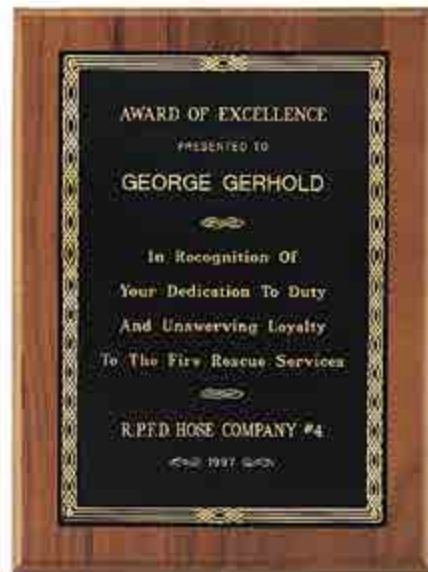 AWARD OF EXCELLENCE
PRESENTED TO
GEORGE GERHOLD
In Recognition Of
Your Dedication To Duty
And Unswerving Loyalty
To The Fire Rescue Services
R.P.F.D. HOSE COMPANY #4
1997